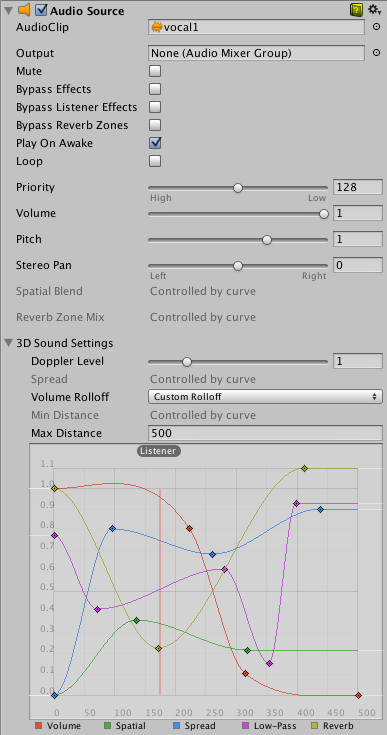 Audio Source
AudioClip vocal1
Output None (Audio Mixer Group)
Mute
Bypass Effects
Bypass Listener Effects
Bypass Reverb Zones
Play On Awake
Loop
Priority 128
High Low
Volume 1
Pitch 1
Stereo Pan 0
Left Right
Spatial Blend Controlled by curve
Reverb Zone Mix Controlled by curve
3D Sound Settings
Doppler Level 1
Spread Controlled by curve
Volume Rolloff Custom Rolloff
Min Distance Controlled by curve
Max Distance 500
Listener
1.1
1.0
0.9
0.8
0.7
0.6
0.5
0.4
0.3
0.2
0.1
0.0
0 50 100 150 200 250 300 350 400 450 500
Volume Spatial Spread Low-Pass Reverb